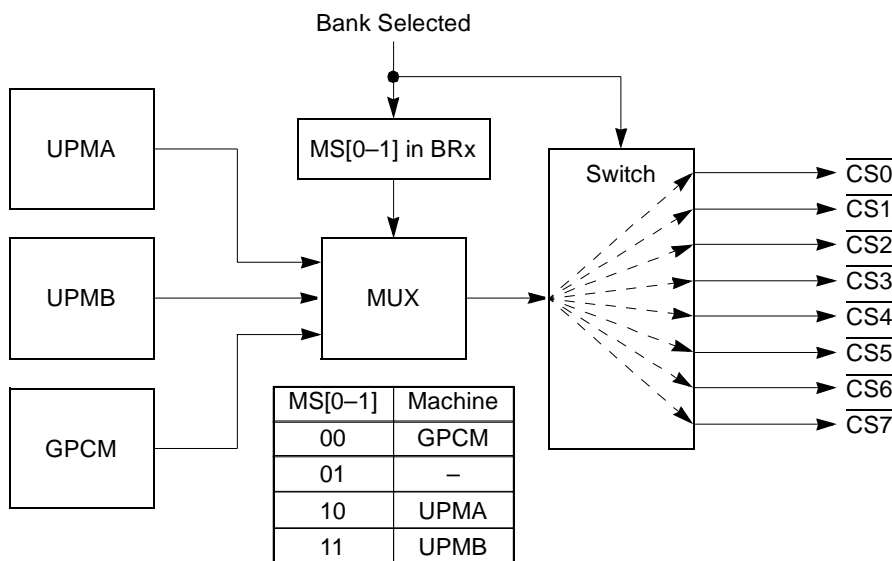 Bank Selected
UPMA
MS[0–1] in BRx
Switch
CS0
CS1
CS2
UPMB
MUX
CS3
CS4
CS5
CS6
CS7
GPCM
MS[0–1] Machine
00 GPCM
01 –
10 UPMA
11 UPMB